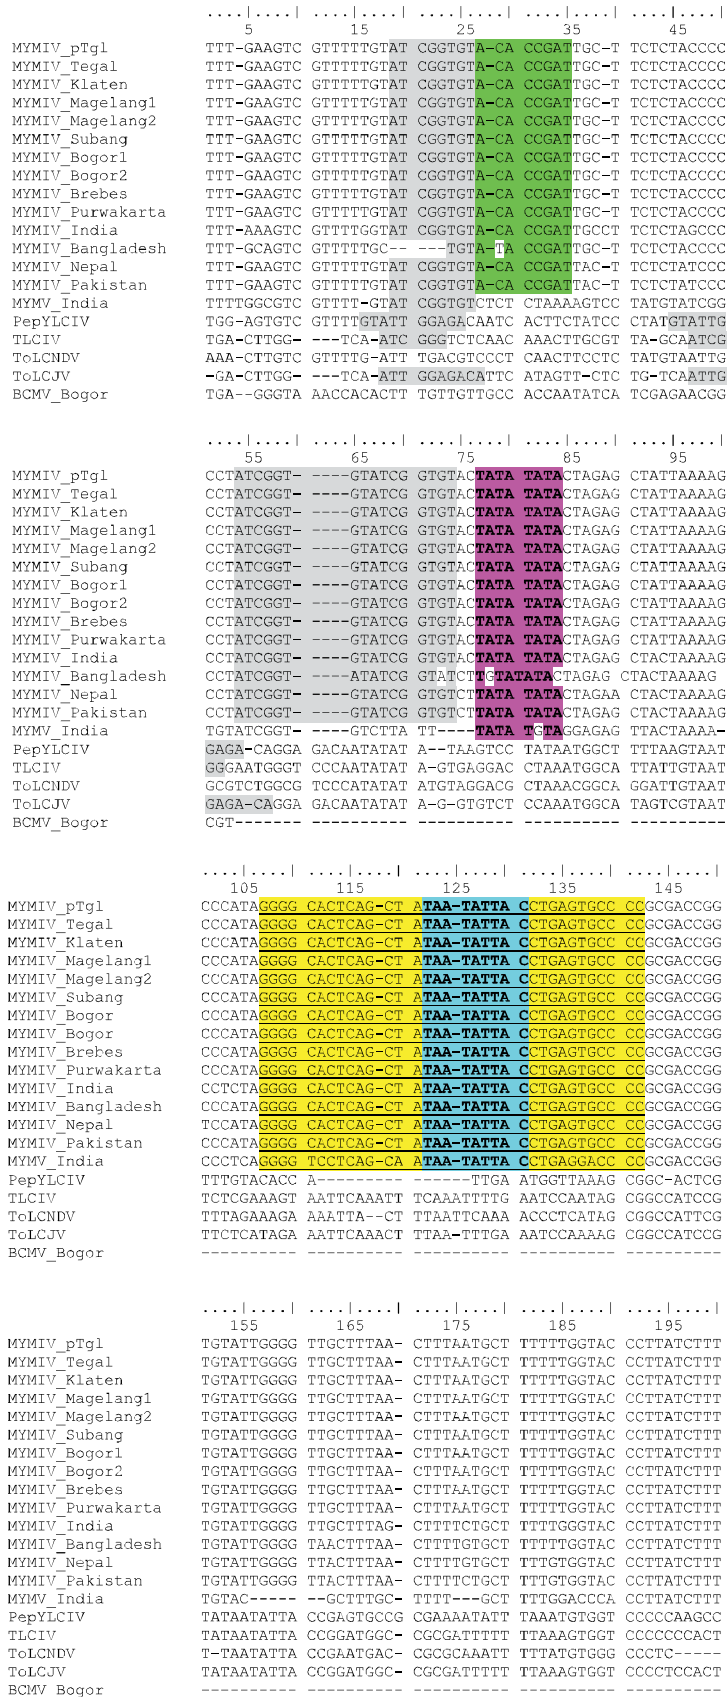 ....|....| ....|....| ....|....| ....|....| ....|....|
5 15 25 35 45
MYMIV_pTgl TTT-GAAGTC GTTTTTGTAT CGGTGTA-CA CCGATTGC-T TCTCTACCCC
MYMIV_Tegal TTT-GAAGTC GTTTTTGTAT CGGTGTA-CA CCGATTGC-T TCTCTACCCC
MYMIV_Klaten TTT-GAAGTC GTTTTTGTAT CGGTGTA-CA CCGATTGC-T TCTCTACCCC
MYMIV_Magelang1 TTT-GAAGTC GTTTTTGTAT CGGTGTA-CA CCGATTGC-T TCTCTACCCC
MYMIV_Magelang2 TTT-GAAGTC GTTTTTGTAT CGGTGTA-CA CCGATTGC-T TCTCTACCCC
MYMIV_Subang TTT-GAAGTC GTTTTTGTAT CGGTGTA-CA CCGATTGC-T TCTCTACCCC
MYMIV_Bogor1 TTT-GAAGTC GTTTTTGTAT CGGTGTA-CA CCGATTGC-T TCTCTACCCC
MYMIV_Bogor2 TTT-GAAGTC GTTTTTGTAT CGGTGTA-CA CCGATTGC-T TCTCTACCCC
MYMIV_Brebes TTT-GAAGTC GTTTTTGTAT CGGTGTA-CA CCGATTGC-T TCTCTACCCC
MYMIV_Purwakarta TTT-GAAGTC GTTTTTGTAT CGGTGTA-CA CCGATTGC-T TCTCTACCCC
MYMIV_India TTT-AAAGTC GTTTTGGTAT CGGTGTA-CA CCGATTGCCT TCTCTAGCCC
MYMIV_Bangladesh TTT-GCAGTC GTTTTTGC-- ---TGTA-TA CCGATTGC-T TCTCTACCCC
MYMIV_Nepal TTT-GAAGTC GTTTTTGTAT CGGTGTA-CA CCGATTAC-T TCTCTATCCC
MYMIV_Pakistan TTT-GAAGTC GTTTTTGTAT CGGTGTA-CA CCGATTAC-T TCTCTATCCC
MYMV_India TTTTGGCGTC GTTTT-GTAT CGGTGTCTCT CTAAAAGTCC TATGTATCGG
PepYLCIV TGG-AGTGTC GTTTTGTATT GGAGACAATC ACTTCTATCC CTATGTATTG
TLCIV TGA-CTTGG- --TCA-ATCG GGTCTCAACA AACTTGCGTT TA-GCAATCG
ToLCNDV AAA-CTTGTC GTTTTG-ATT TGACGTCCCT CAACTTCCTC TATGTAATTG
ToLCJV -GA-CTTGG- --TCA-ATTG GAGACATTCA TAGTT-CTCT G-TCAATTG
BCMV_Bogor TGA--GGGTA AACCACACTT TGTTGTTGCC ACCAATATCA TCGAGAACGG
....|....| ....|....| ....|....| ....|....| ....|....|
55 65 75 85 95
MYMIV_pTgl CCTATCGGT- ----GTATCG GTGTACTATA TATACTAGAG CTATTAAAAG
MYMIV_Tegal CCTATCGGT- ----GTATCG GTGTACTATA TATACTAGAG CTATTAAAAG
MYMIV_Klaten CCTATCGGT- ----GTATCG GTGTACTATA TATACTAGAG CTATTAAAAG
MYMIV_Magelang1 CCTATCGGT- ----GTATCG GTGTACTATA TATACTAGAG CTATTAAAAG
MYMIV_Magelang2 CCTATCGGT- ----GTATCG GTGTACTATA TATACTAGAG CTATTAAAAG
MYMIV_Subang CCTATCGGT- ----GTATCG GTGTACTATA TATACTAGAG CTATTAAAAG
MYMIV_Bogor1 CCTATCGGT- ----GTATCG GTGTACTATA TATACTAGAG CTATTAAAAG
MYMIV_Bogor2 CCTATCGGT- ----GTATCG GTGTACTATA TATACTAGAG CTATTAAAAG
MYMIV_Brebes CCTATCGGT- ----GTATCG GTGTACTATA TATACTAGAG CTATTAAAAG
MYMIV_Purwakarta CCTATCGGT- ----GTATCG GTGTACTATA TATACTAGAG CTATTAAAAG
MYMIV_India CCTATCGGT- ----GTATCG GTGTACTATA TATACTAGAG CTACTAAAAG
MYMIV_Bangladesh CCTATCGGT- ----ATATCG GTATCTTGTATATACTAGAG CTACTAAAAG
MYMIV_Nepal CCTATCGGT- ----GTATCG GTGTCTTATA TATACTAGAA CTACTAAAAG
MYMIV_Pakistan CCTATCGGT- ----GTATCG GTGTCTTATA TATACTAGAG CTACTAAAAG
MYMV_India TGTATCGGT- ----GTCTTA TT----TATA TGTAGGAGAG TTACTAAAA-
PepYLCIV GAGA-CAGGA GACAATATAT A--TAAGTCC TATAATGGCT TTTAAGTAAT
TLCIV GGGAATGGGT CCCAATATAT A-GTGAGGAC CTAAATGGCA TTATTGTAAT
ToLCNDV GCGTCTGGCG TCCCATATAT ATGTAGGACG CTAAACGGCA GGATTGTAAT
ToLCJV GAGACA-GGA GACAATATAT A-G-GTGTCT CCAAATGGCA TAGTCGTAAT
BCMV_Bogor CGT------- ---------- ---------- ---------- ----------
....|....| ....|....| ....|....| ....|....| ....|....|
105 115 125 135 145
MYMIV_pTgl CCCATAGGGG CACTCAG-CT ATAA-TATTA CCTGAGTGCC CCGCGACCGG
MYMIV_Tegal CCCATAGGGG CACTCAG-CT ATAA-TATTA CCTGAGTGCC CCGCGACCGG
MYMIV_Klaten CCCATAGGGG CACTCAG-CT ATAA-TATTA CCTGAGTGCC CCGCGACCGG
MYMIV_Magelang1 CCCATAGGGG CACTCAG-CT ATAA-TATTA CCTGAGTGCC CCGCGACCGG
MYMIV_Magelang2 CCCATAGGGG CACTCAG-CT ATAA-TATTA CCTGAGTGCC CCGCGACCGG
MYMIV_Subang CCCATAGGGG CACTCAG-CT ATAA-TATTA CCTGAGTGCC CCGCGACCGG
MYMIV_Bogor CCCATAGGGG CACTCAG-CT ATAA-TATTA CCTGAGTGCC CCGCGACCGG
MYMIV_Bogor CCCATAGGGG CACTCAG-CT ATAA-TATTA CCTGAGTGCC CCGCGACCGG
MYMIV_Brebes CCCATAGGGG CACTCAG-CT ATAA-TATTA CCTGAGTGCC CCGCGACCGG
MYMIV_Purwakarta CCCATAGGGG CACTCAG-CT ATAA-TATTA CCTGAGTGCC CCGCGACCGG
MYMIV_India CCTCTAGGGG CACTCAG-CT ATAA-TATTA CCTGAGTGCC CCGCGACCGG
MYMIV_Bangladesh CCCATAGGGG CACTCAG-CT ATAA-TATTA CCTGAGTGCC CCGCGACCGG
MYMIV_Nepal TCCATAGGGG CACTCAG-CT ATAA-TATTA CCTGAGTGCC CCGCGACCGG
MYMIV_Pakistan CCCATAGGGG CACTCAG-CT ATAA-TATTA CCTGAGTGCC CCGCGACCGG
MYMV_India CCCTCAGGGG TCCTCAG-CA ATAA-TATTA CCTGAGGACC CCGCGACCGG
PepYLCIV TTTGTACACC A--------- -----TTGA ATGGTTAAAG CGGC-ACTCG
TLCIV TCTCGAAAGT AATTCAAATT TCAAATTTTG AATCCAATAG CGGCCATCCG
ToLCNDV TTTAGAAAGA AAATTA--CT TTAATTCAAA ACCCTCATAG CGGCCATTCG
ToLCJV TTCTCATAGA AATTCAAACT TTAA-TTTGA AATCCAAAAG CGGCCATCCG
BCMV_Bogor ---------- ---------- ---------- ---------- ----------
....|....| ....|....| ....|....| ....|....| ....|....|
155 165 175 185 195
MYMIV_pTgl TGTATTGGGG TTGCTTTAA- CTTTAATGCT TTTTTGGTAC CCTTATCTTT
MYMIV_Tegal TGTATTGGGG TTGCTTTAA- CTTTAATGCT TTTTTGGTAC CCTTATCTTT
MYMIV_Klaten TGTATTGGGG TTGCTTTAA- CTTTAATGCT TTTTTGGTAC CCTTATCTTT
MYMIV_Magelang1 TGTATTGGGG TTGCTTTAA- CTTTAATGCT TTTTTGGTAC CCTTATCTTT
MYMIV_Magelang2 TGTATTGGGG TTGCTTTAA- CTTTAATGCT TTTTTGGTAC CCTTATCTTT
MYMIV_Subang TGTATTGGGG TTGCTTTAA- CTTTAATGCT TTTTTGGTAC CCTTATCTTT
MYMIV_Bogor1 TGTATTGGGG TTGCTTTAA- CTTTAATGCT TTTTTGGTAC CCTTATCTTT
MYMIV_Bogor2 TGTATTGGGG TTGCTTTAA- CTTTAATGCT TTTTTGGTAC CCTTATCTTT
MYMIV_Brebes TGTATTGGGG TTGCTTTAA- CTTTAATGCT TTTTTGGTAC CCTTATCTTT
MYMIV_Purwakarta TGTATTGGGG TTGCTTTAA- CTTTAATGCT TTTTTGGTAC CCTTATCTTT
MYMIV_India TGTATTGGGG TTGCTTTAG- CTTTTCTGCT TTTTGGGTAC CCTTATCTTT
MYMIV_Bangladesh TGTATTGGGG TAACTTTAA- CTTTTGTGCT TTTTTGGTAC CCTTATCTTT
MYMIV_Nepal TGTATTGGGG TTACTTTAA- CTTTTGTGCT TTTGTGGTAC CCTTATCTTT
MYMIV_Pakistan TGTATTGGGG TTACTTTAA- CTTTTCTGCT TTTGTGGTAC CCTTATCTTT
MYMV_India TGTAC----- --GCTTTGC- CTTTT---GCT TTTGGACCCA CCTTATCTTT
PepYLCIV TATAATATTA CCGAGTGCCG CGAAAATATT TAAATGTGGT CCCCCAAGCC
TLCIV TATAATATTA CCGGATGGC- CGCGATTTTT TTAAAGTGGT CCCCCCCACT
ToLCNDV T-TAATATTA CCGAATGAC- CGCGCAAATT TTTATGTGGG CCCTC-----
ToLCJV TATAATATTA CCGGATGGC- CGCGATTTTT TTAAAGTGGT CCCCTCCACT
BCMV_Bogor ---------- ---------- ---------- ---------- ----------